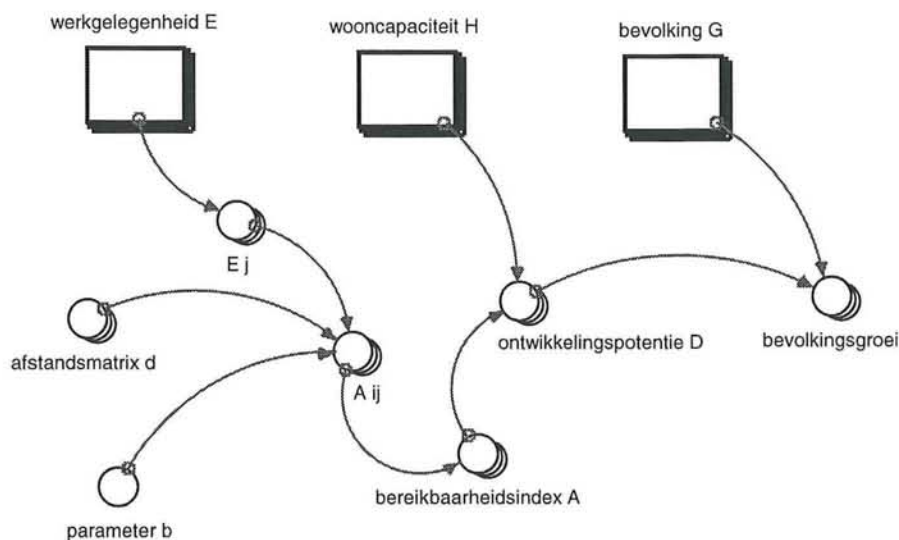 werkgelegenheid E
wooncapaciteit H
bevolking G
E j
afstandsmatrix d
A ij
ontwikkelingspotentie D
bevolkingsgroei
bereikbaarheidsindex A
parameter b